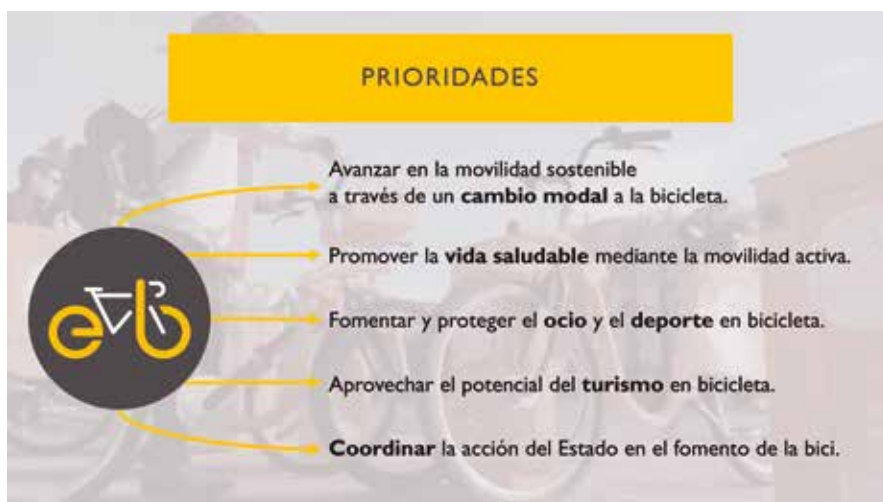 PRIORIDADES
Avanzar en la movilidad sostenible
a través de un cambio modal a la bicicleta.
Promover la vida saludable mediante la movilidad activa.
Fomentar y proteger el ocio y el deporte en bicicleta.
Aprovechar el potencial del turismo en bicicleta.
Coordinar la acción del Estado en el fomento de la bici.
eb